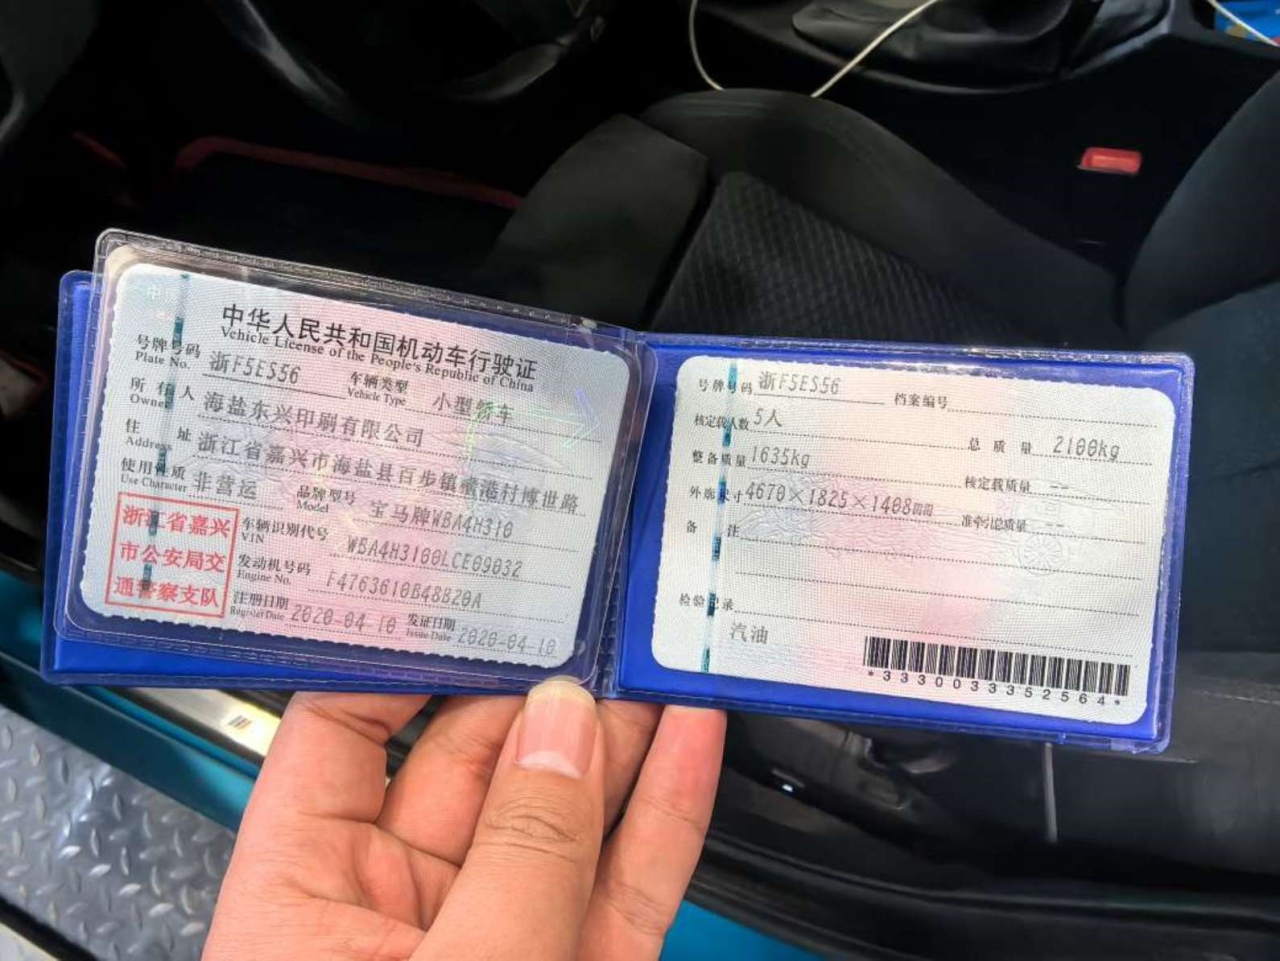 中华人民共和国机动车行驶证
Vehicle License of the People's Republic of China
号牌号码 浙F5ES56 车辆类型 小型轿车
Plate No. Vehicle Type
所有人 海盐东兴印刷有限公司
Owner
住址 浙江省嘉兴市海盐县百步镇港村博世路
Address
使用性质 非营运 品牌型号 宝马牌WBA4H310
Use Character Model
浙江省嘉兴
市公安局交
通警察支队
车辆识别代号 WBA4H3100LCE09032
VIN
发动机号码 F4763610B48B20A
Engine No.
注册日期 2020-04-10 发证日期 2020-04-10
Register Date Issue Date
号牌号码 浙F5ES56 档案编号
核定载人数 5人 总质量 2100kg
整备质量 1635kg 核定载质量 --
外廓尺寸 4670×1825×1408mm 准牵引总质量 --
备注
检验记录
汽油
*3330033352564*